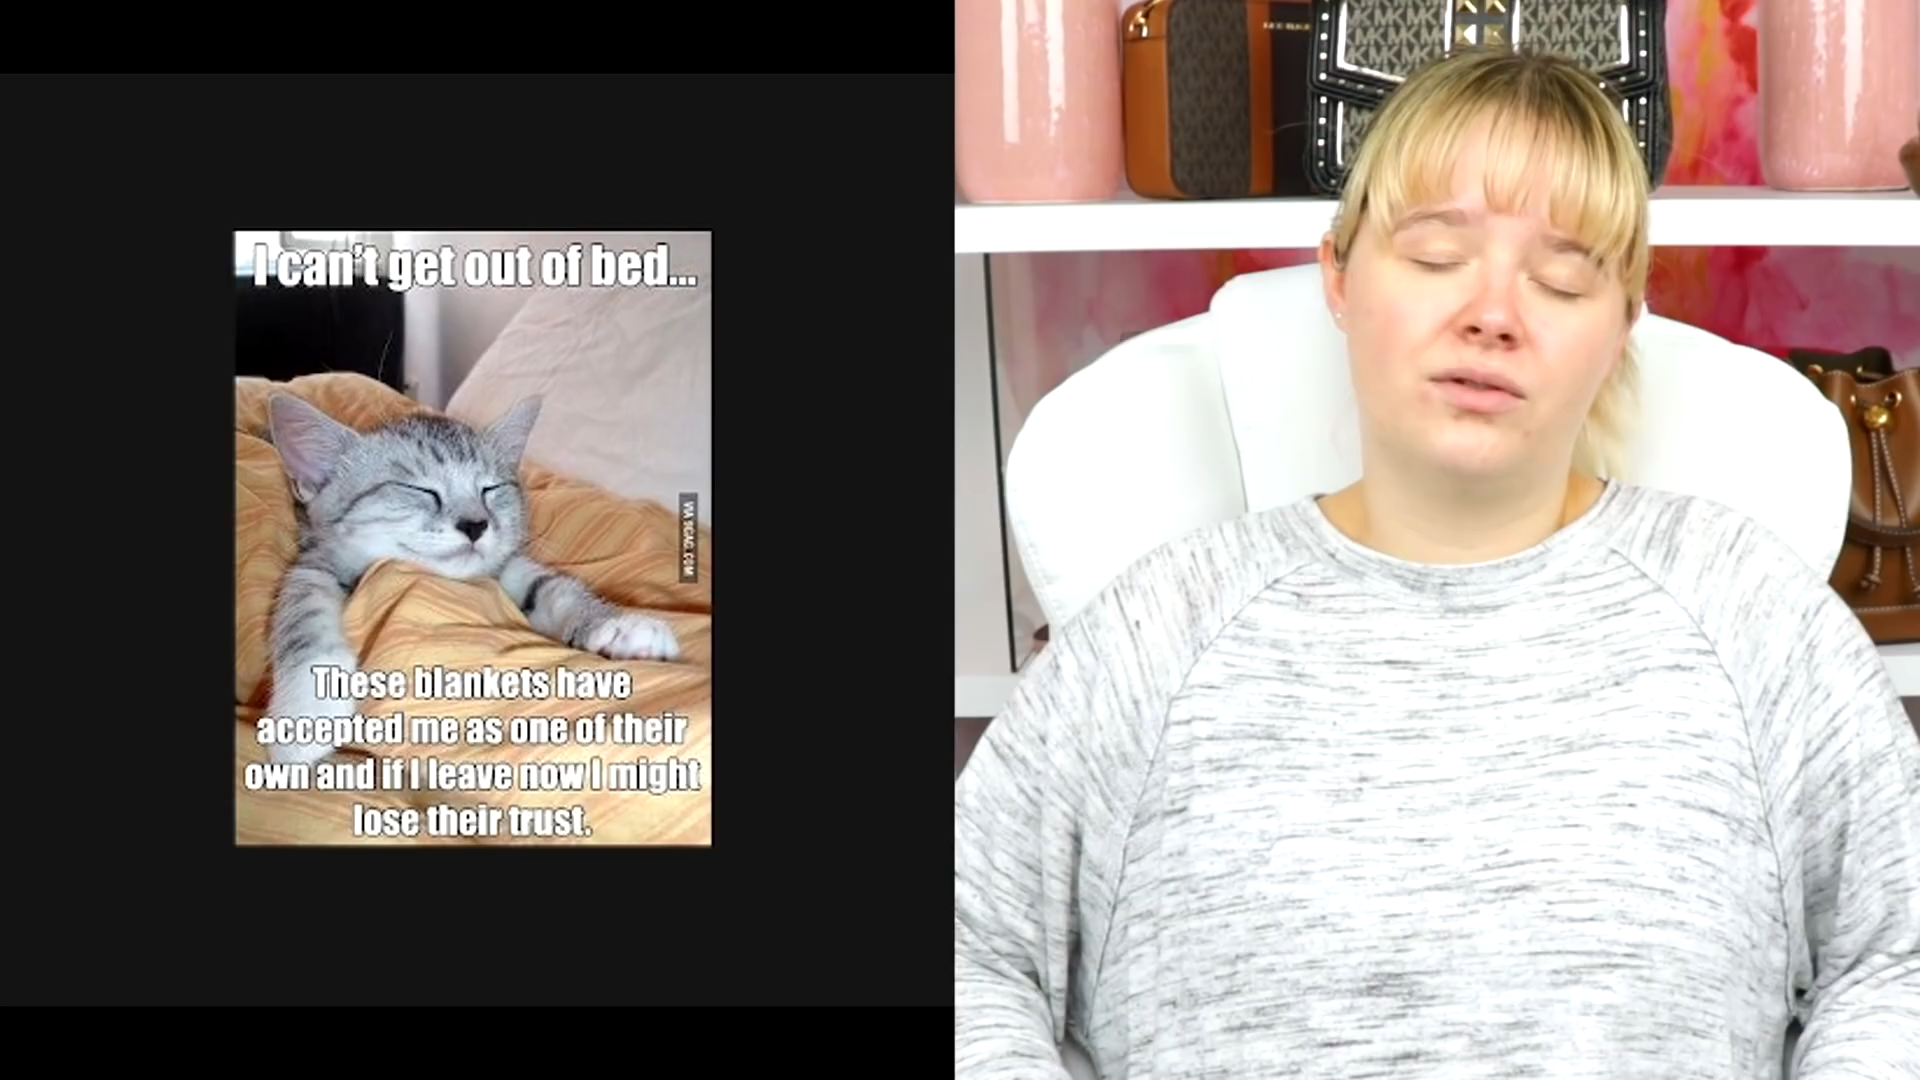 I can't get out of bed...
VIA 9GAG.COM
These blankets have
accepted me as one of their
own and if I leave now I might
lose their trust.